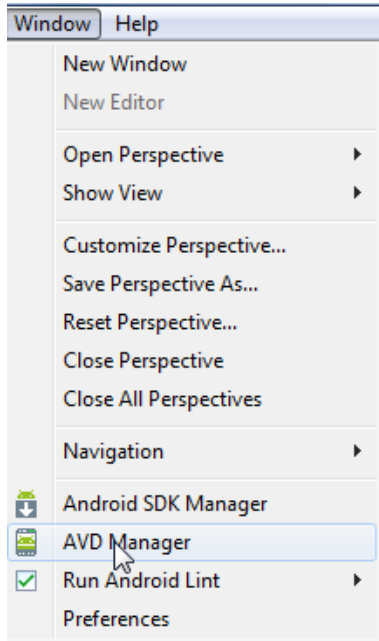 Window Help
New Window
New Editor
Open Perspective
Show View
Customize Perspective...
Save Perspective As...
Reset Perspective...
Close Perspective
Close All Perspectives
Navigation
Android SDK Manager
AVD Manager
Run Android Lint
Preferences